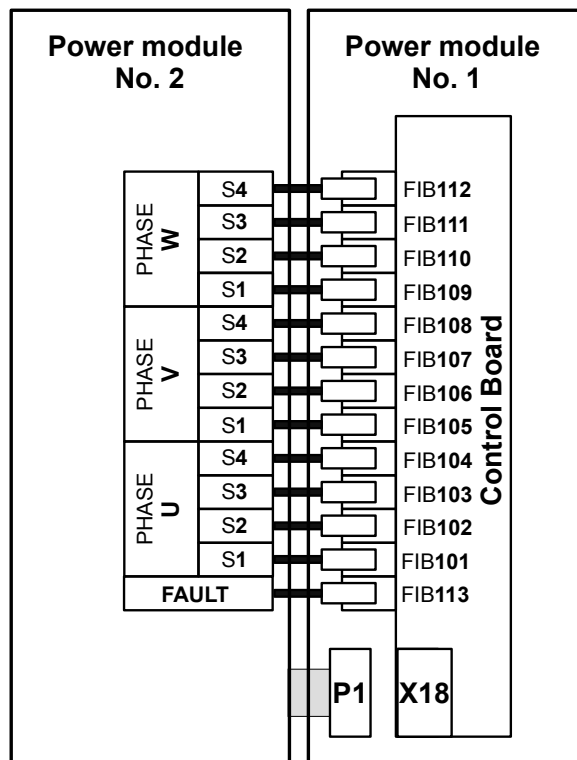 Power module
No. 2
Power module
No. 1
PHASE
W
S4
FIB112
S3
FIB111
S2
FIB110
S1
FIB109
PHASE
V
S4
FIB108
S3
FIB107
S2
FIB106
S1
FIB105
PHASE
U
S4
FIB104
S3
FIB103
S2
FIB102
S1
FIB101
FAULT
FIB113
Control Board
P1
X18